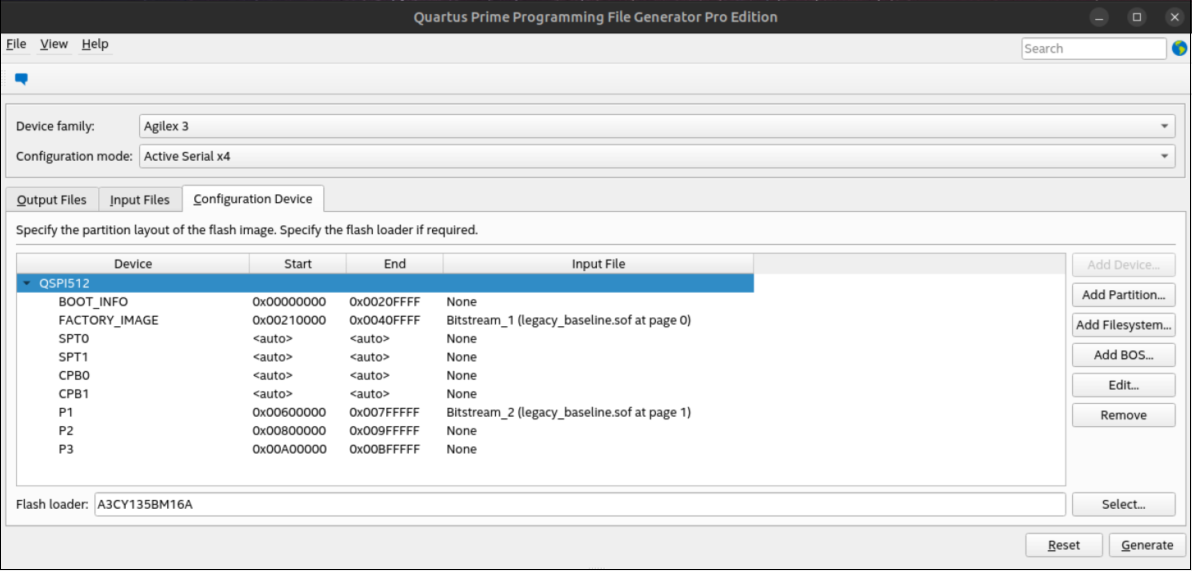 Quartus Prime Programming File Generator Pro Edition
File View Help
Search
Device family: Agilex 3
Configuration mode: Active Serial x4
Output Files Input Files Configuration Device
Specify the partition layout of the flash image. Specify the flash loader if required.
Device Start End Input File
Add Device...
QSPI512
Add Partition...
BOOT_INFO 0x00000000 0x0020FFFF None
FACTORY_IMAGE 0x00210000 0x0040FFFF Bitstream_1 (legacy_baseline.sof at page 0)
Add Filesystem...
SPT0 <auto> <auto> None
SPT1 <auto> <auto> None
Add BOS...
CPB0 <auto> <auto> None
Edit...
CPB1 <auto> <auto> None
P1 0x00600000 0x007FFFFF Bitstream_2 (legacy_baseline.sof at page 1)
Remove
P2 0x00800000 0x009FFFFF None
P3 0x00A00000 0x00BFFFFF None
Flash loader: A3CY135BM16A Select...
Reset Generate